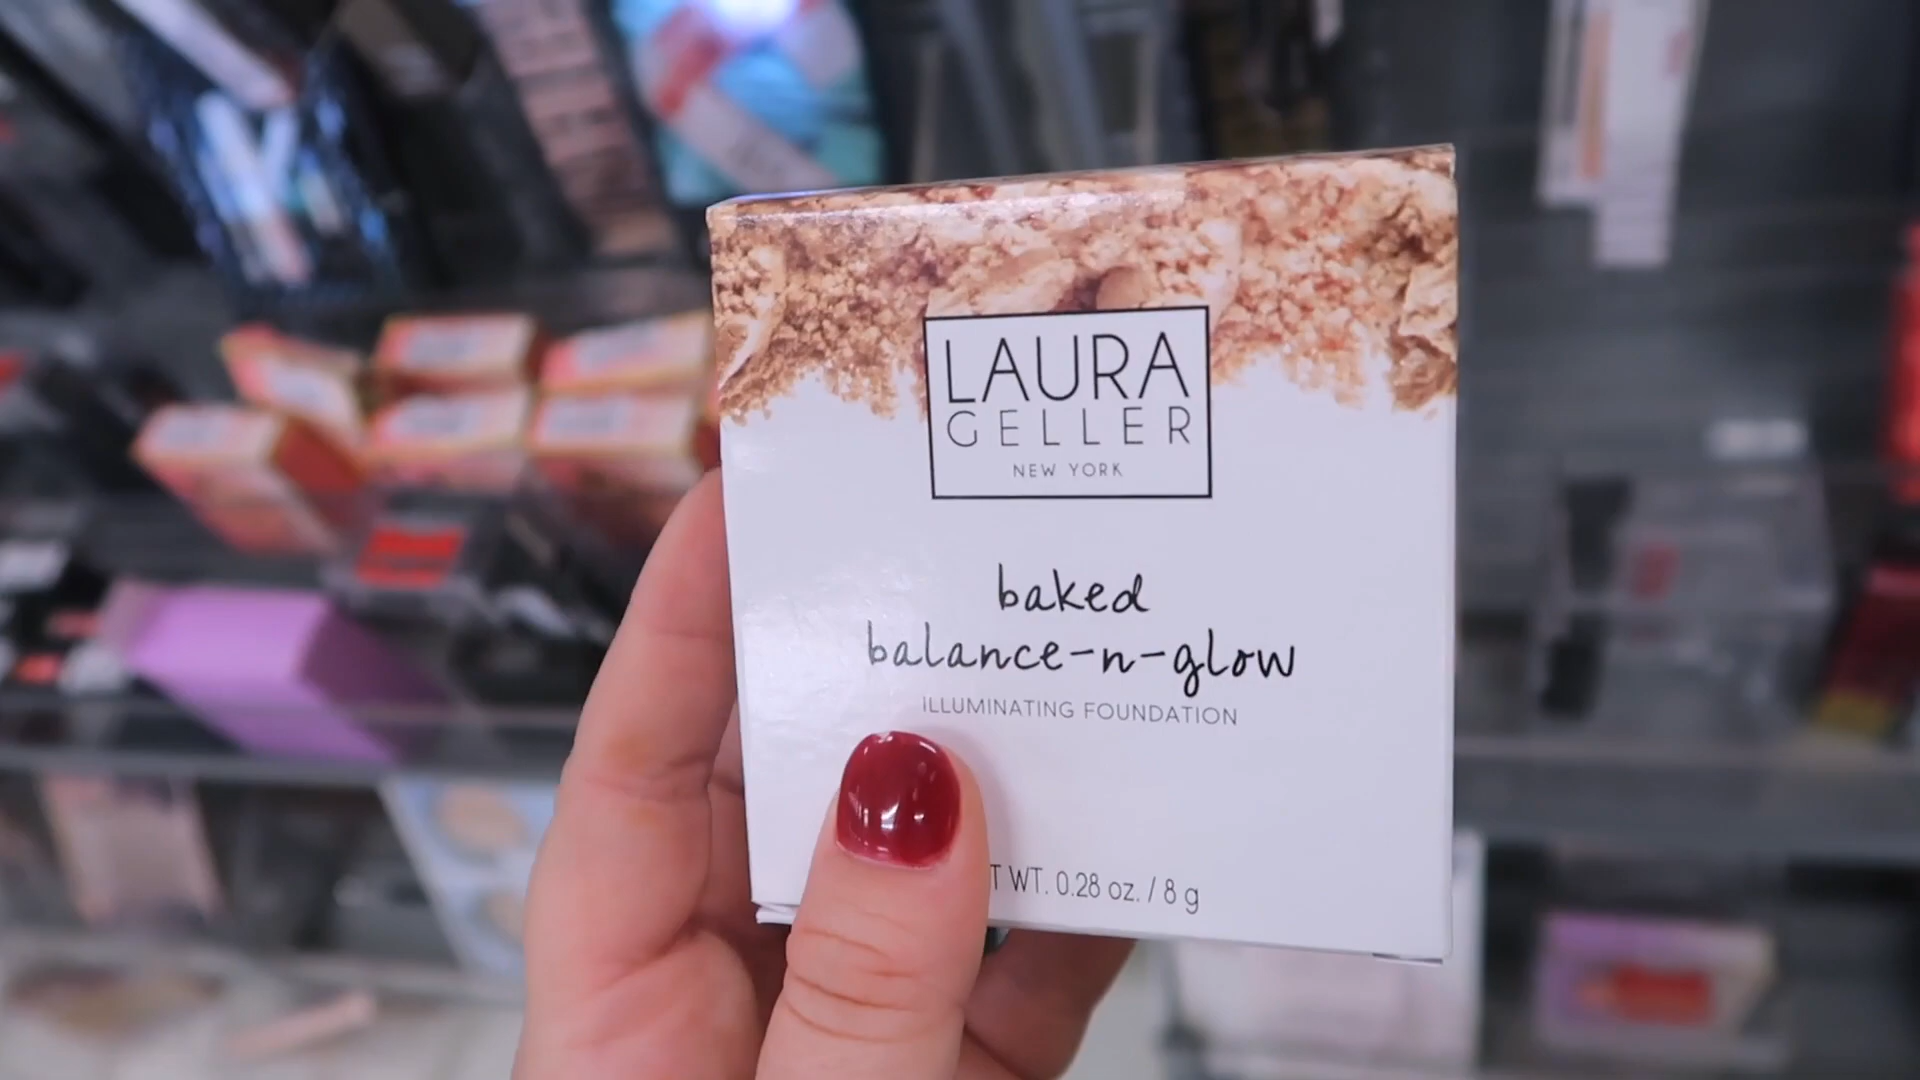 LAURA
GELLER
NEW YORK
baked
balance-n-glow
ILLUMINATING FOUNDATION
T WT. 0.28 oz. / 8 g